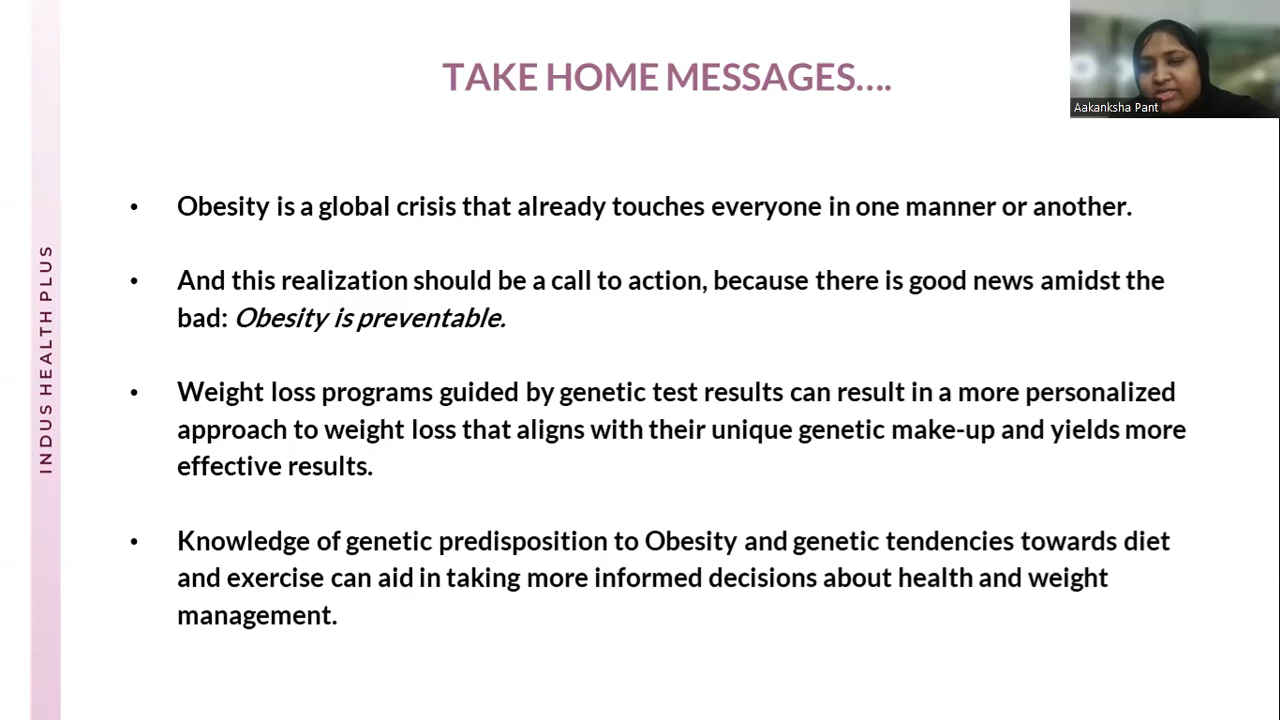 TAKE HOME MESSAGES....
Aakanksha Pant
• Obesity is a global crisis that already touches everyone in one manner or another.
• And this realization should be a call to action, because there is good news amidst the
bad: Obesity is preventable.
• Weight loss programs guided by genetic test results can result in a more personalized
approach to weight loss that aligns with their unique genetic make-up and yields more
effective results.
• Knowledge of genetic predisposition to Obesity and genetic tendencies towards diet
and exercise can aid in taking more informed decisions about health and weight
management.
INDUS HEALTH PLUS